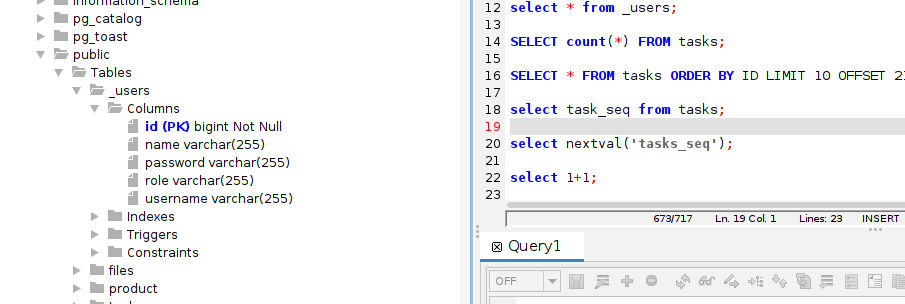 information_schema
pg_catalog
pg_toast
public
Tables
_users
Columns
id (PK) bigint Not Null
name varchar(255)
password varchar(255)
role varchar(255)
username varchar(255)
Indexes
Triggers
Constraints
files
product
12 select * from _users;
13
14 SELECT count(*) FROM tasks;
15
16 SELECT * FROM tasks ORDER BY ID LIMIT 10 OFFSET 2
17
18 select task_seq from tasks;
19
20 select nextval('tasks_seq');
21
22 select 1+1;
23
673/717 Ln. 19 Col. 1 Lines: 23 INSERT
Query1
OFF